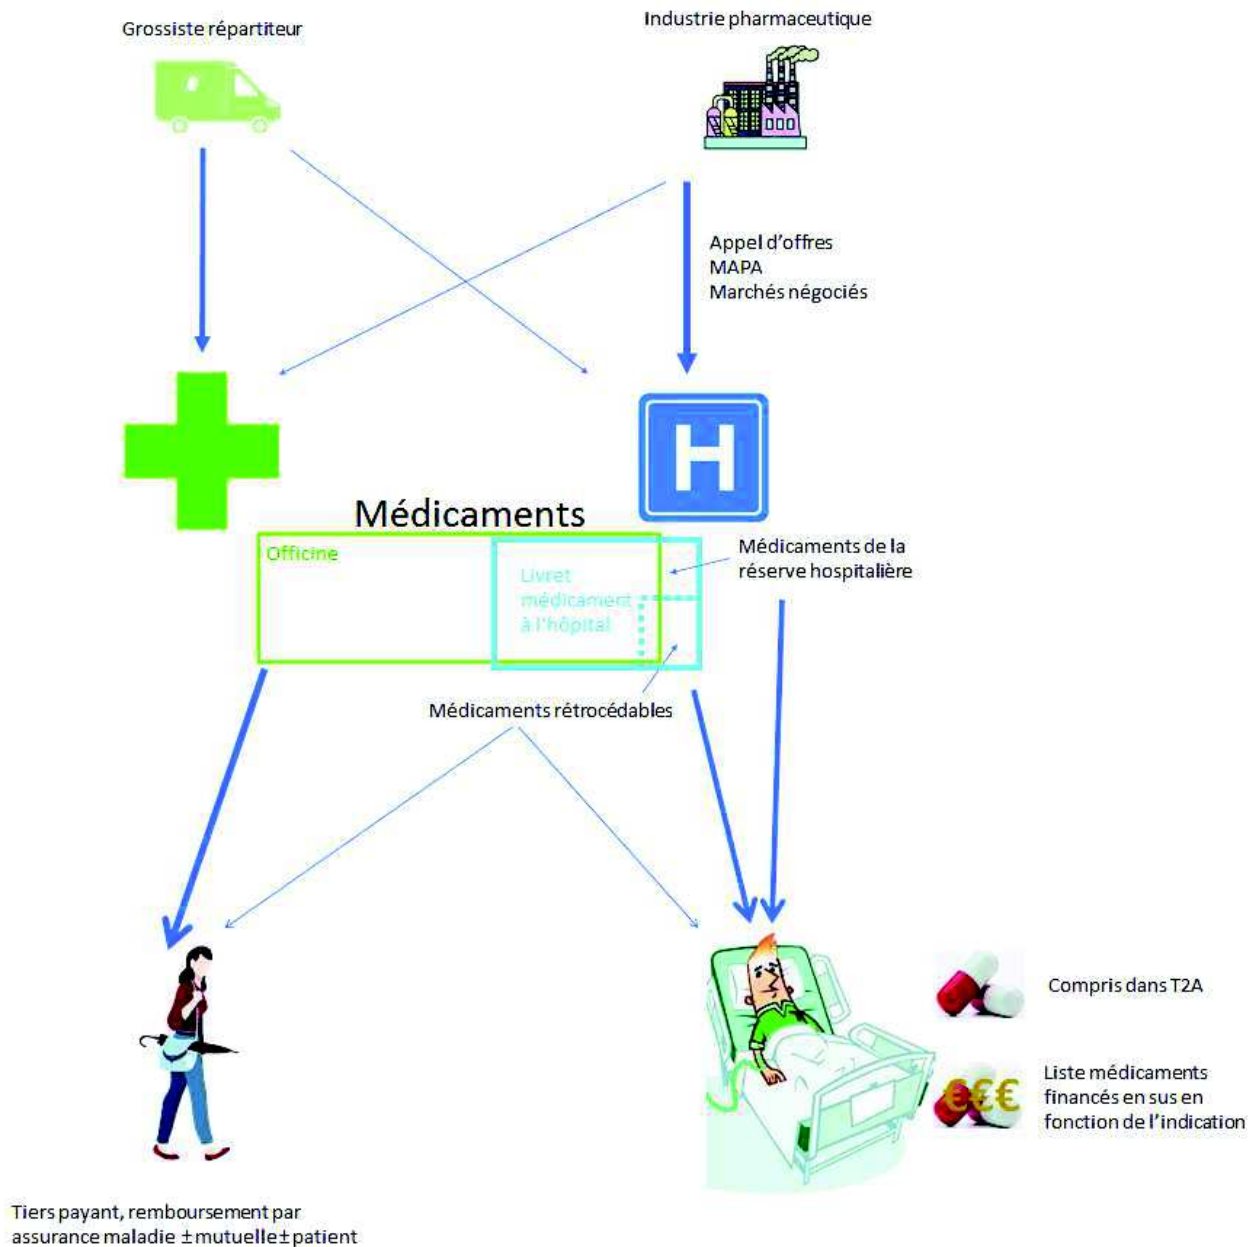 Grossiste répartiteur
Industrie pharmaceutique
Appel d'offres
MAPA
Marchés négociés
H
Médicaments
Officine
Livret
médicament
à l'hôpital
Médicaments de la
réserve hospitalière
Médicaments rétrocédables
Compris dans T2A
€€€
Liste médicaments
financés en sus en
fonction de l'indication
Tiers payant, remboursement par
assurance maladie ±mutuelle±patient